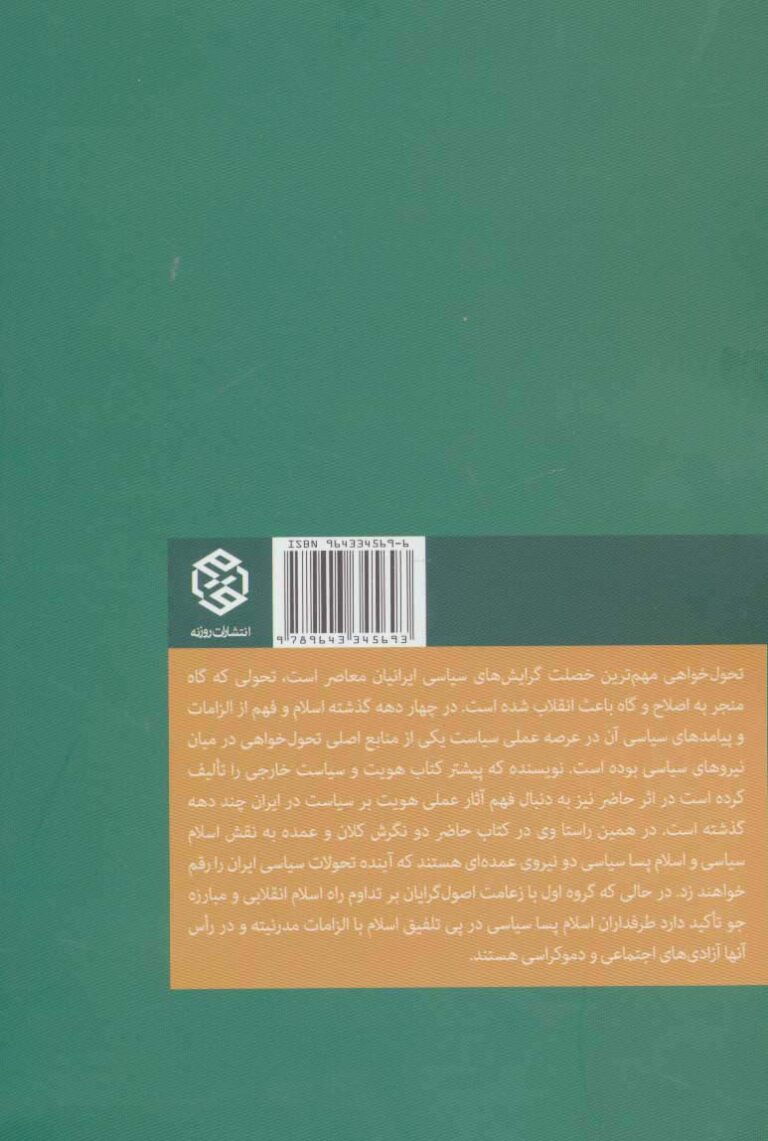 ISBN 964334569-6
9 789643 345693
انتشارات روزنه
تحول‌خواهی مهم‌ترین خصلت گرایش‌های سیاسی ایرانیان معاصر است، تحولی که گاه
منجر به اصلاح و گاه باعث انقلاب شده است. در چهار دهه گذشته اسلام و فهم از الزامات
و پیامدهای سیاسی آن در عرصه عملی سیاست یکی از منابع اصلی تحول‌خواهی در میان
نیروهای سیاسی بوده است. نویسنده که پیشتر کتاب هویت و سیاست خارجی را تألیف
کرده است در اثر حاضر نیز به دنبال فهم آثار عملی هویت بر سیاست در ایران چند دهه
گذشته است. در همین راستا وی در کتاب حاضر دو نگرش کلان و عمده به نقش اسلام
سیاسی و اسلام پسا سیاسی دو نیروی عمده‌ای هستند که آینده تحولات سیاسی ایران را رقم
خواهند زد. در حالی که گروه اول با زعامت اصول‌گرایان بر تداوم راه اسلام انقلابی و مبارزه
جو تأکید دارد طرفداران اسلام پسا سیاسی در پی تلفیق اسلام با الزامات مدرنیته و در رأس
آنها آزادی‌های اجتماعی و دموکراسی هستند.